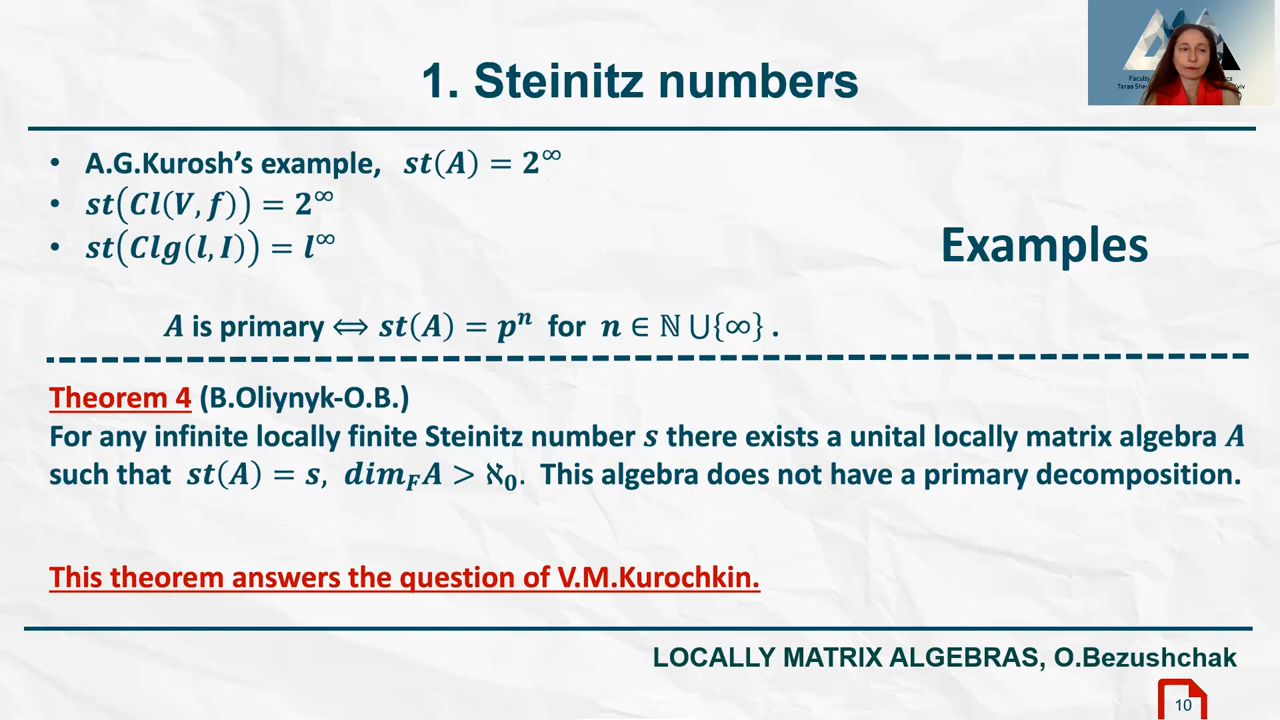 1. Steinitz numbers
Faculty
Taras Shev
• A.G.Kurosh’s example, st(A) = 2^∞
• st(Cl(V, f)) = 2^∞
• st(Clg(l, I)) = l^∞
Examples
A is primary ⟺ st(A) = p^n for n ∈ ℕ ⋃{∞} .
Theorem 4 (B.Oliynyk-O.B.)
For any infinite locally finite Steinitz number s there exists a unital locally matrix algebra A
such that st(A) = s, dim_F A > ℵ₀. This algebra does not have a primary decomposition.
This theorem answers the question of V.M.Kurochkin.
LOCALLY MATRIX ALGEBRAS, O.Bezushchak
10